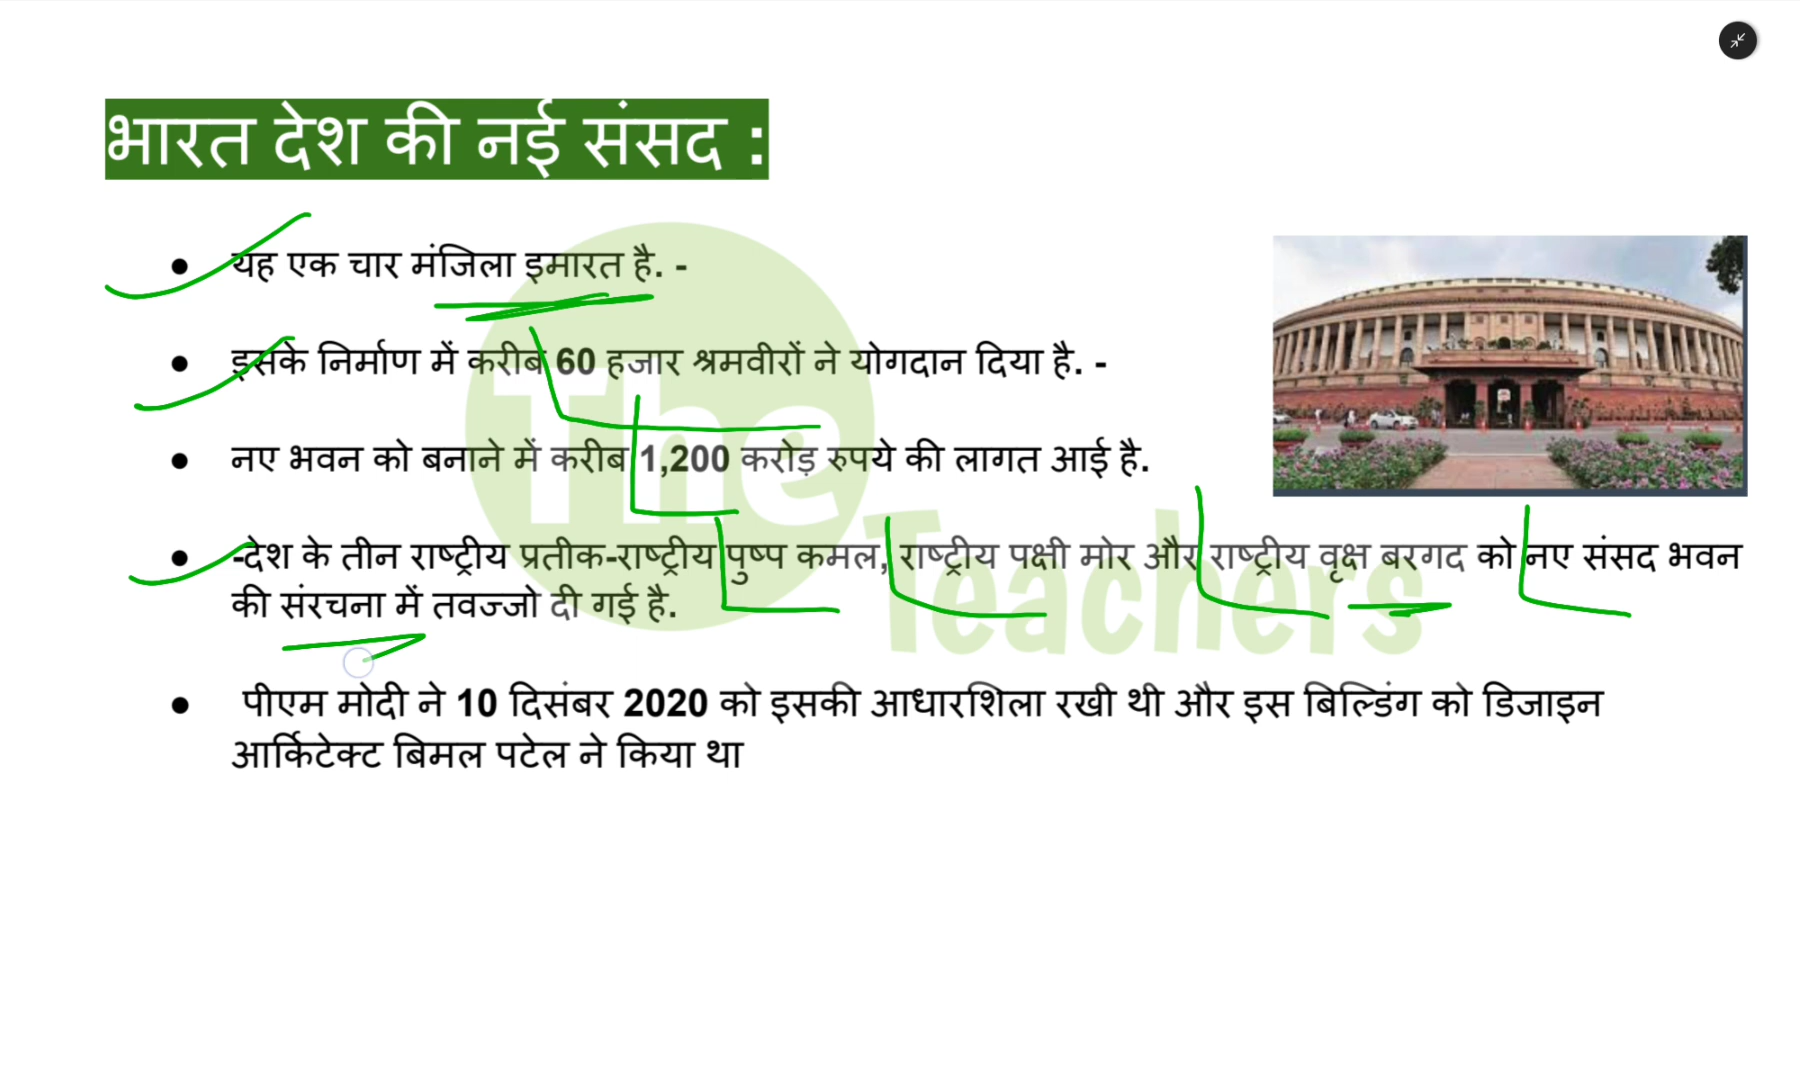 भारत देश की नई संसद :
● यह एक चार मंजिला इमारत है. -
● इसके निर्माण में करीब 60 हजार श्रमवीरों ने योगदान दिया है. -
● नए भवन को बनाने में करीब 1,200 करोड़ रुपये की लागत आई है.
● -देश के तीन राष्ट्रीय प्रतीक-राष्ट्रीय पुष्प कमल, राष्ट्रीय पक्षी मोर और राष्ट्रीय वृक्ष बरगद को नए संसद भवन
की संरचना में तवज्जो दी गई है.
● पीएम मोदी ने 10 दिसंबर 2020 को इसकी आधारशिला रखी थी और इस बिल्डिंग को डिजाइन
आर्किटेक्ट बिमल पटेल ने किया था
The
Teachers